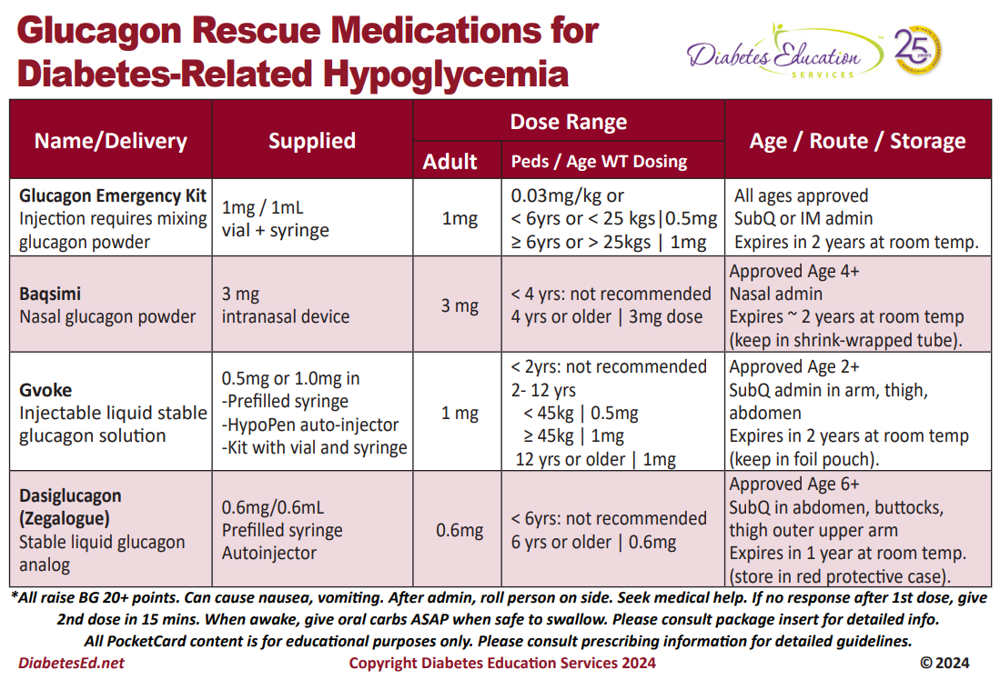 Glucagon Rescue Medications for
Diabetes-Related Hypoglycemia
Diabetes Education
SERVICES
25
years
Name/Delivery
Supplied
Dose Range
Adult
Peds / Age WT Dosing
Age / Route / Storage
Glucagon Emergency Kit
Injection requires mixing
glucagon powder
1mg / 1mL
vial + syringe
1mg
0.03mg/kg or
< 6yrs or < 25 kgs|0.5mg
≥ 6yrs or > 25kgs | 1mg
All ages approved
SubQ or IM admin
Expires in 2 years at room temp.
Baqsimi
Nasal glucagon powder
3 mg
intranasal device
3 mg
< 4 yrs: not recommended
4 yrs or older | 3mg dose
Approved Age 4+
Nasal admin
Expires ~ 2 years at room temp
(keep in shrink-wrapped tube).
Gvoke
Injectable liquid stable
glucagon solution
0.5mg or 1.0mg in
-Prefilled syringe
-HypoPen auto-injector
-Kit with vial and syringe
1 mg
< 2yrs: not recommended
2- 12 yrs
< 45kg | 0.5mg
≥ 45kg | 1mg
12 yrs or older | 1mg
Approved Age 2+
SubQ admin in arm, thigh,
abdomen
Expires in 2 years at room temp
(keep in foil pouch).
Dasiglucagon
(Zegalogue)
Stable liquid glucagon
analog
0.6mg/0.6mL
Prefilled syringe
Autoinjector
0.6mg
< 6yrs: not recommended
6 yrs or older | 0.6mg
Approved Age 6+
SubQ in abdomen, buttocks,
thigh outer upper arm
Expires in 1 year at room temp.
(store in red protective case).
*All raise BG 20+ points. Can cause nausea, vomiting. After admin, roll person on side. Seek medical help. If no response after 1st dose, give
2nd dose in 15 mins. When awake, give oral carbs ASAP when safe to swallow. Please consult package insert for detailed info.
All PocketCard content is for educational purposes only. Please consult prescribing information for detailed guidelines.
DiabetesEd.net
Copyright Diabetes Education Services 2024
© 2024